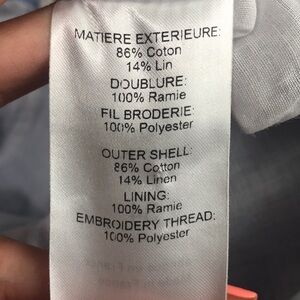 MATIERE EXTERIEURE:
86% Coton
14% Lin
DOUBLURE:
100% Ramie
FIL BRODERIE:
100% Polyester
OUTER SHELL:
86% Cotton
14% Linen
LINING:
100% Ramie
EMBROIDERY THREAD:
100% Polyester